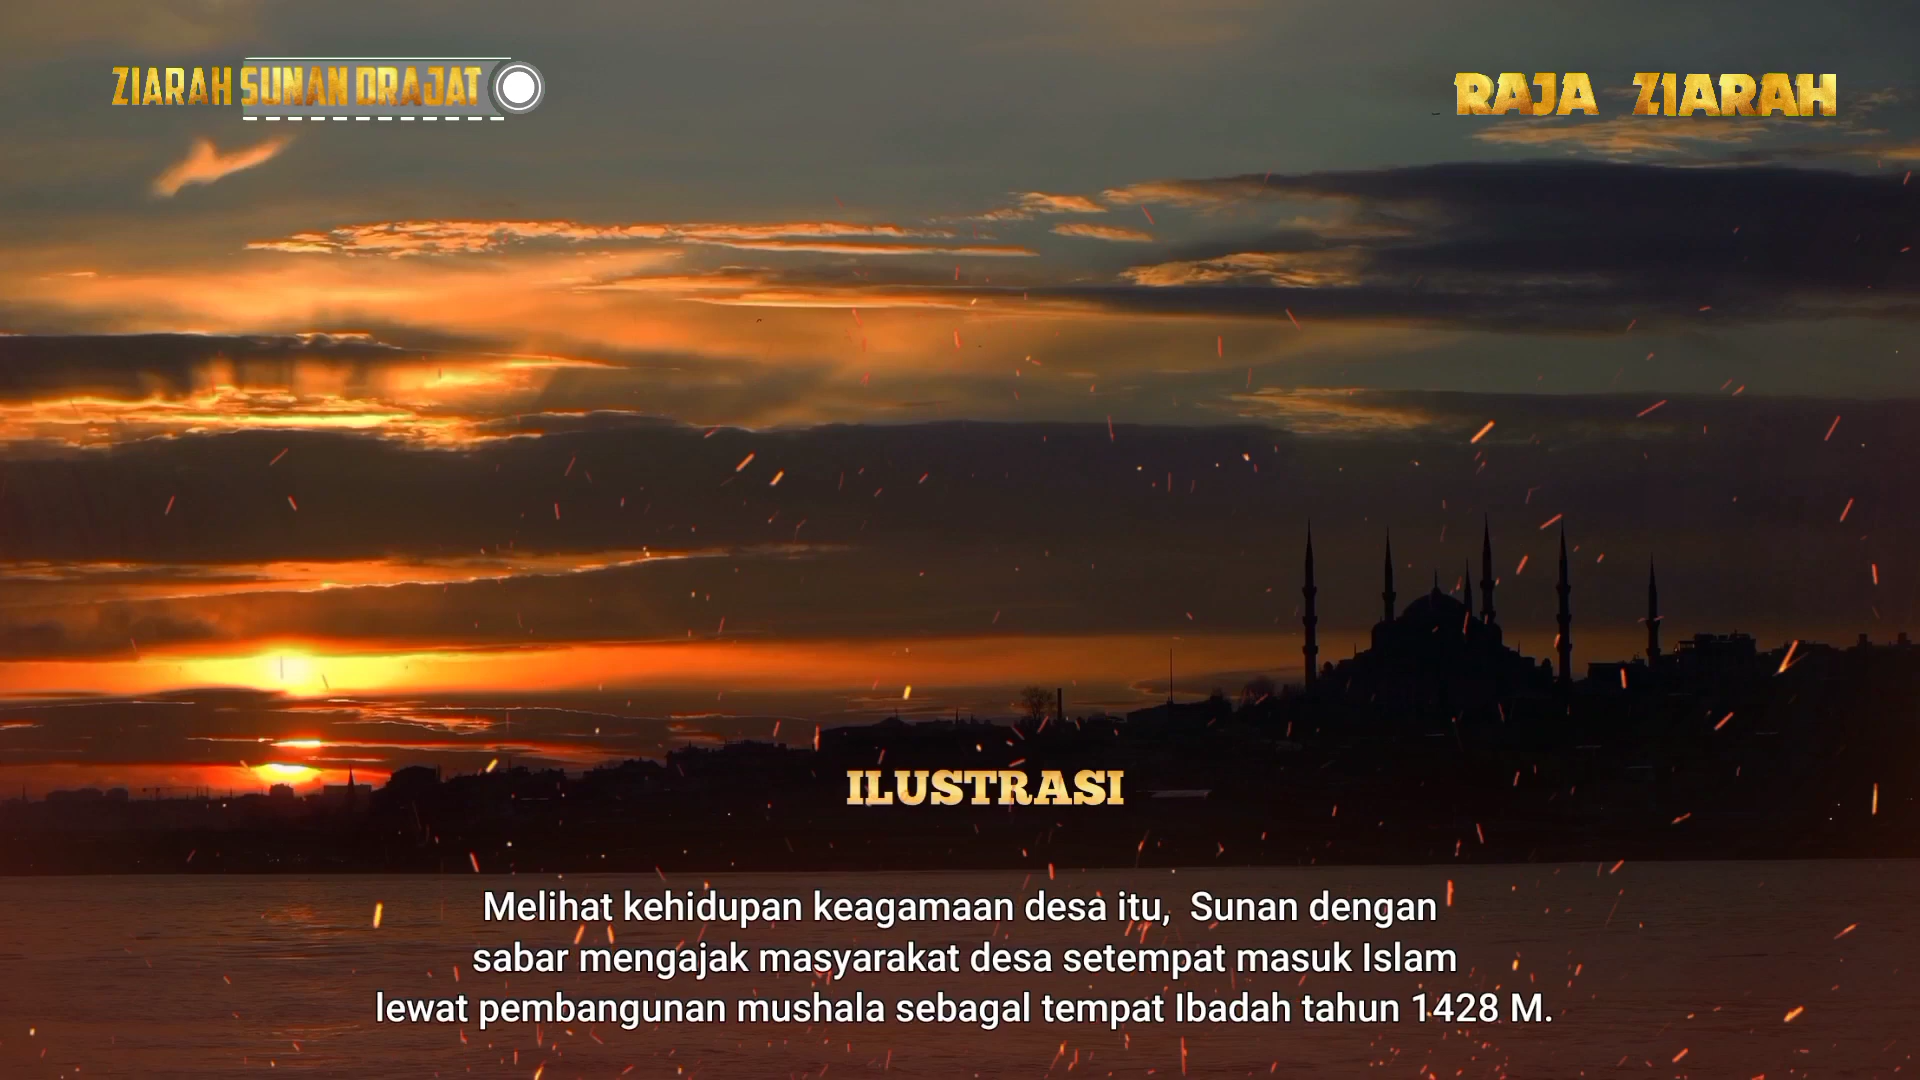 ZIARAH SUNAN DRAJAT
RAJA ZIARAH
ILUSTRASI
Melihat kehidupan keagamaan desa itu, Sunan dengan
sabar mengajak masyarakat desa setempat masuk Islam
lewat pembangunan mushala sebagal tempat Ibadah tahun 1428 M.